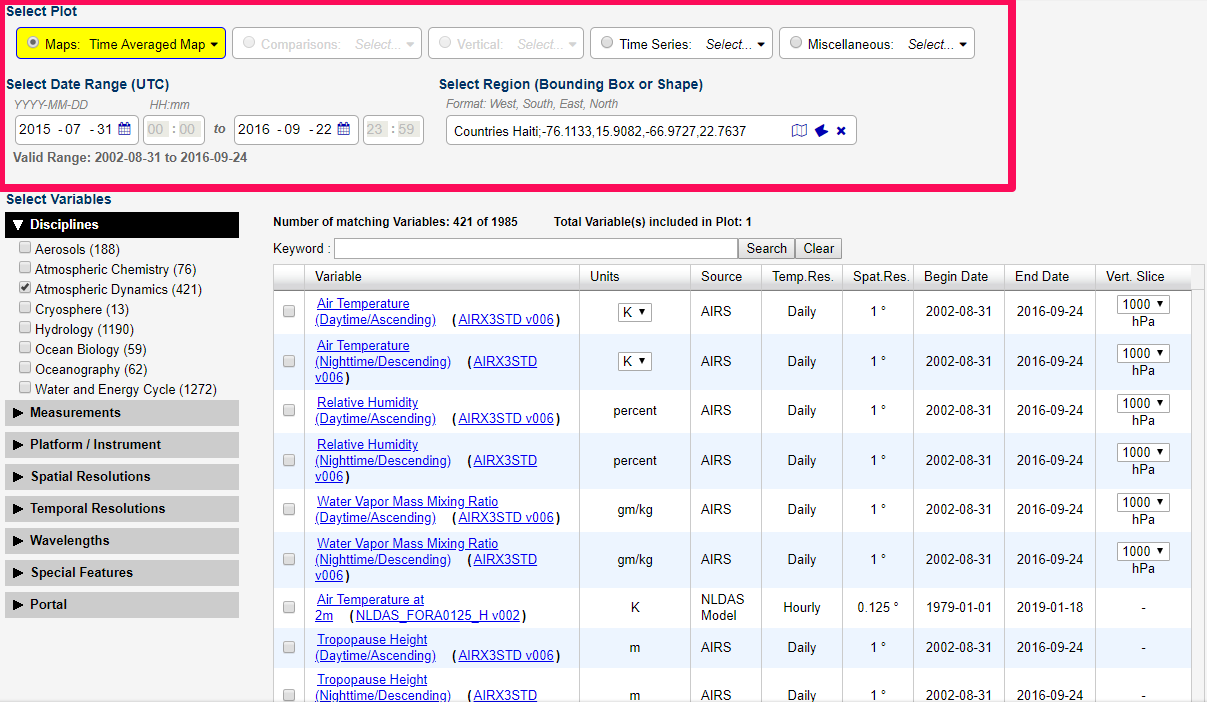 Select Plot
Maps: Time Averaged Map Comparisons: Select... Vertical: Select... Time Series: Select... Miscellaneous: Select...
Select Date Range (UTC) Select Region (Bounding Box or Shape)
YYYY-MM-DD HH:mm Format: West, South, East, North
2015 - 07 - 31 00 : 00 to 2016 - 09 - 22 23 : 59 Countries Haiti;-76.1133,15.9082,-66.9727,22.7637
Valid Range: 2002-08-31 to 2016-09-24
Select Variables
Disciplines
Aerosols (188)
Atmospheric Chemistry (76)
Atmospheric Dynamics (421)
Cryosphere (13)
Hydrology (1190)
Ocean Biology (59)
Oceanography (62)
Water and Energy Cycle (1272)
Measurements
Platform / Instrument
Spatial Resolutions
Temporal Resolutions
Wavelengths
Special Features
Portal
Number of matching Variables: 421 of 1985 Total Variable(s) included in Plot: 1
Keyword : Search Clear
Variable Units Source Temp.Res. Spat.Res. Begin Date End Date Vert. Slice
Air Temperature
(Daytime/Ascending) (AIRX3STD v006) K AIRS Daily 1 ° 2002-08-31 2016-09-24 1000
hPa
Air Temperature
(Nighttime/Descending) (AIRX3STD
v006) K AIRS Daily 1 ° 2002-08-31 2016-09-24 1000
hPa
Relative Humidity
(Daytime/Ascending) (AIRX3STD v006) percent AIRS Daily 1 ° 2002-08-31 2016-09-24 1000
hPa
Relative Humidity
(Nighttime/Descending) (AIRX3STD
v006) percent AIRS Daily 1 ° 2002-08-31 2016-09-24 1000
hPa
Water Vapor Mass Mixing Ratio
(Daytime/Ascending) (AIRX3STD v006) gm/kg AIRS Daily 1 ° 2002-08-31 2016-09-24 1000
hPa
Water Vapor Mass Mixing Ratio
(Nighttime/Descending) (AIRX3STD
v006) gm/kg AIRS Daily 1 ° 2002-08-31 2016-09-24 1000
hPa
Air Temperature at
2m (NLDAS_FORA0125_H v002) K NLDAS
Model Hourly 0.125 ° 1979-01-01 2019-01-18 -
Tropopause Height
(Daytime/Ascending) (AIRX3STD v006) m AIRS Daily 1 ° 2002-08-31 2016-09-24 -
Tropopause Height
(Nighttime/Descending) (AIRX3STD m AIRS Daily 1 ° 2002-08-31 2016-09-24 -